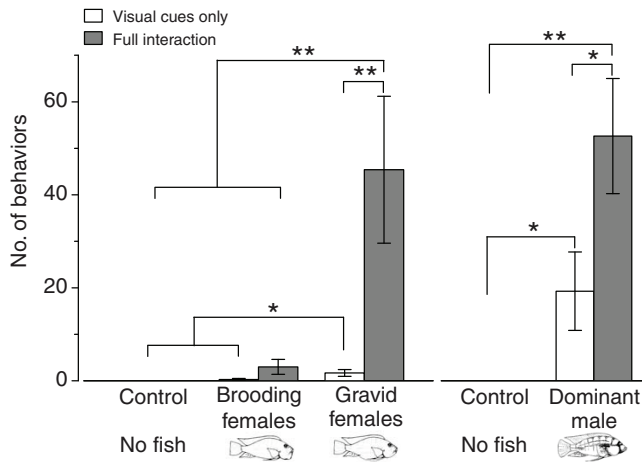 Visual cues only
Full interaction
No. of behaviors
60
40
20
0
**
**
*
**
*
*
Control
Brooding
females
Gravid
females
Control
Dominant
male
No fish
No fish